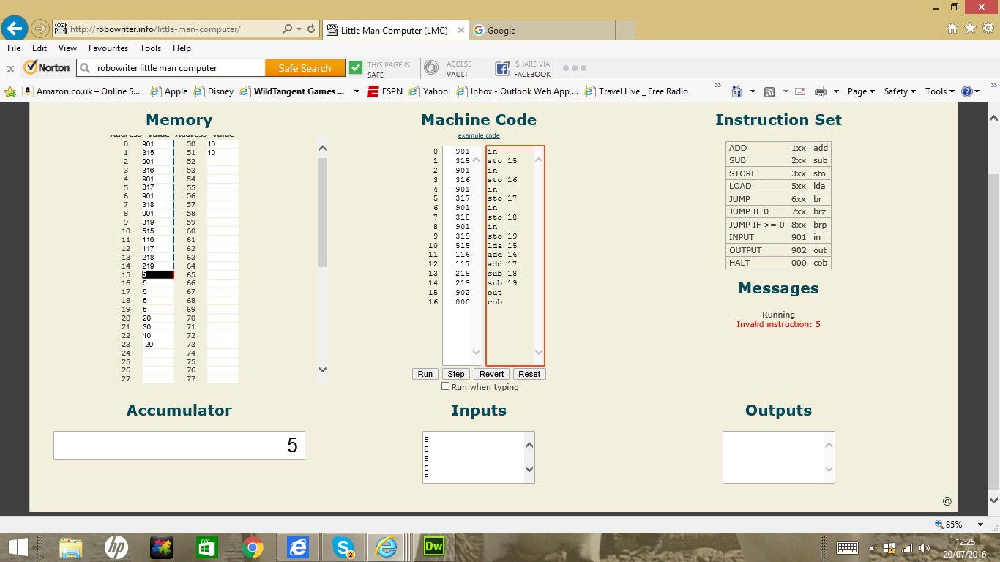 http://robowriter.info/little-man-computer/
Little Man Computer (LMC)
Google
File Edit View Favourites Tools Help
x Norton robowriter little man computer Safe Search THIS PAGE IS SAFE ACCESS VAULT SHARE VIA FACEBOOK
Amazon.co.uk – Online S... Apple Disney WildTangent Games ... ESPN Yahoo! Inbox - Outlook Web App,... Travel Live _ Free Radio » Page Safety Tools »
Memory
Address Value Address Value
0 901 50 10
1 315 51 10
2 901 52
3 316 53
4 901 54
5 317 55
6 901 56
7 318 57
8 901 58
9 319 59
10 515 60
11 116 61
12 117 62
13 218 63
14 219 64
15 5 65
16 5 66
17 5 67
18 5 68
19 5 69
20 20 70
21 30 71
22 10 72
23 -20 73
24 74
25 75
26 76
27 77
Machine Code
example code
0 901 in
1 315 sto 15
2 901 in
3 316 sto 16
4 901 in
5 317 sto 17
6 901 in
7 318 sto 18
8 901 in
9 319 sto 19
10 515 lda 15
11 116 add 16
12 117 add 17
13 218 sub 18
14 219 sub 19
15 902 out
16 000 cob
Run Step Revert Reset
Run when typing
Instruction Set
ADD 1xx add
SUB 2xx sub
STORE 3xx sto
LOAD 5xx lda
JUMP 6xx br
JUMP IF 0 7xx brz
JUMP IF >= 0 8xx brp
INPUT 901 in
OUTPUT 902 out
HALT 000 cob
Messages
Running
Invalid instruction: 5
Accumulator
5
Inputs
5
5
5
5
5
Outputs
©
85%
hp
S 2
Dw
12:25
20/07/2016